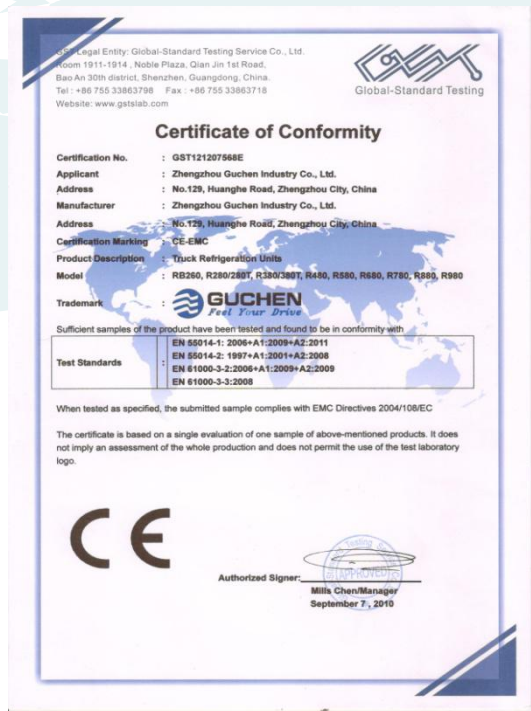 GST Legal Entity: Global-Standard Testing Service Co., Ltd.
Room 1911-1914 , Noble Plaza, Qian Jin 1st Road,
Bao An 30th district, Shenzhen, Guangdong, China.
Tel : +86 755 33863798 Fax : +86 755 33863718
Website: www.gstslab.com
GST
Global-Standard Testing
Certificate of Conformity
Certification No. : GST121207568E
Applicant : Zhengzhou Guchen Industry Co., Ltd.
Address : No.129, Huanghe Road, Zhengzhou City, China
Manufacturer : Zhengzhou Guchen Industry Co., Ltd.
Address : No.129, Huanghe Road, Zhengzhou City, China
Certification Marking : CE-EMC
Product Description : Truck Refrigeration Units
Model : RB260, R280/280T, R380/380T, R480, R580, R680, R780, R880, R980
Trademark : GUCHEN
Feel Your Drive
Sufficient samples of the product have been tested and found to be in conformity with
Test Standards :
EN 55014-1: 2006+A1:2009+A2:2011
EN 55014-2: 1997+A1:2001+A2:2008
EN 61000-3-2:2006+A1:2009+A2:2009
EN 61000-3-3:2008
When tested as specified, the submitted sample complies with EMC Directives 2004/108/EC
The certificate is based on a single evaluation of one sample of above-mentioned products. It does
not imply an assessment of the whole production and does not permit the use of the test laboratory
logo.
CE
Testing
APPROVED
Authorized Signer:
Mills Chen/Manager
September 7 , 2010